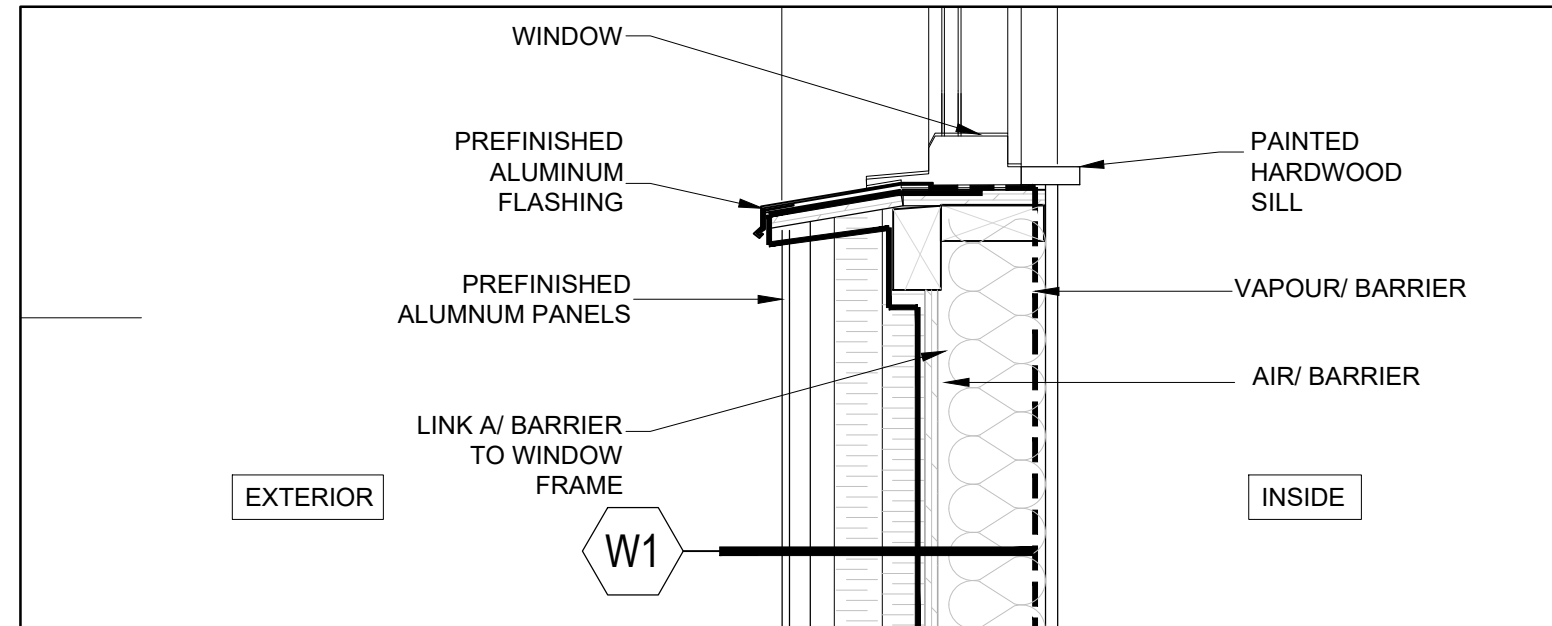 WINDOW
PREFINISHED
ALUMINUM
FLASHING
PAINTED
HARDWOOD
SILL
PREFINISHED
ALUMNUM PANELS
VAPOUR/ BARRIER
AIR/ BARRIER
LINK A/ BARRIER
TO WINDOW
FRAME
EXTERIOR
INSIDE
W1